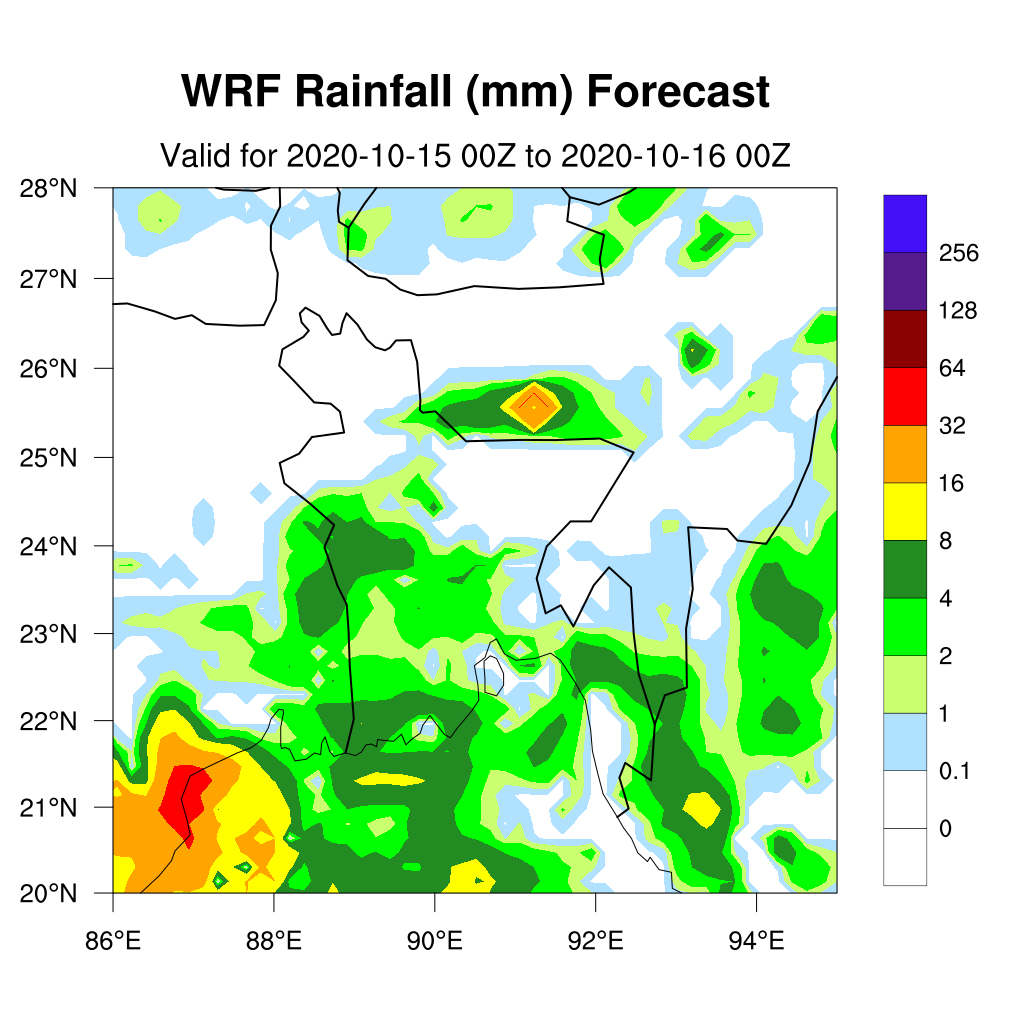 WRF Rainfall (mm) Forecast
Valid for 2020-10-15 00Z to 2020-10-16 00Z
28°N
27°N
26°N
25°N
24°N
23°N
22°N
21°N
20°N
86°E
88°E
90°E
92°E
94°E
256
128
64
32
16
8
4
2
1
0.1
0